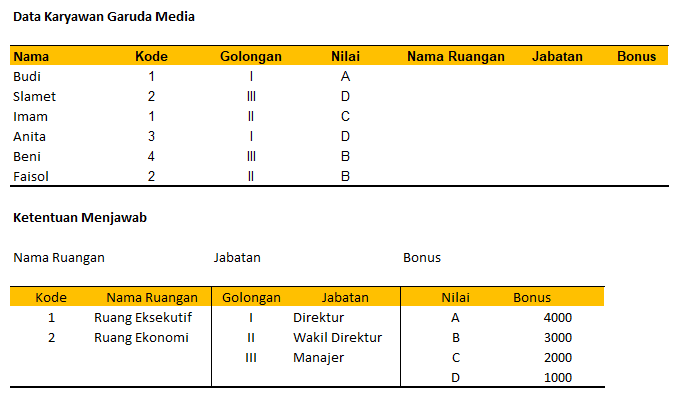 Data Karyawan Garuda Media
Nama Kode Golongan Nilai Nama Ruangan Jabatan Bonus
Budi 1 I A
Slamet 2 III D
Imam 1 II C
Anita 3 I D
Beni 4 III B
Faisol 2 II B
Ketentuan Menjawab
Nama Ruangan Jabatan Bonus
Kode Nama Ruangan Golongan Jabatan Nilai Bonus
1 Ruang Eksekutif I Direktur A 4000
2 Ruang Ekonomi II Wakil Direktur B 3000
III Manajer C 2000
D 1000